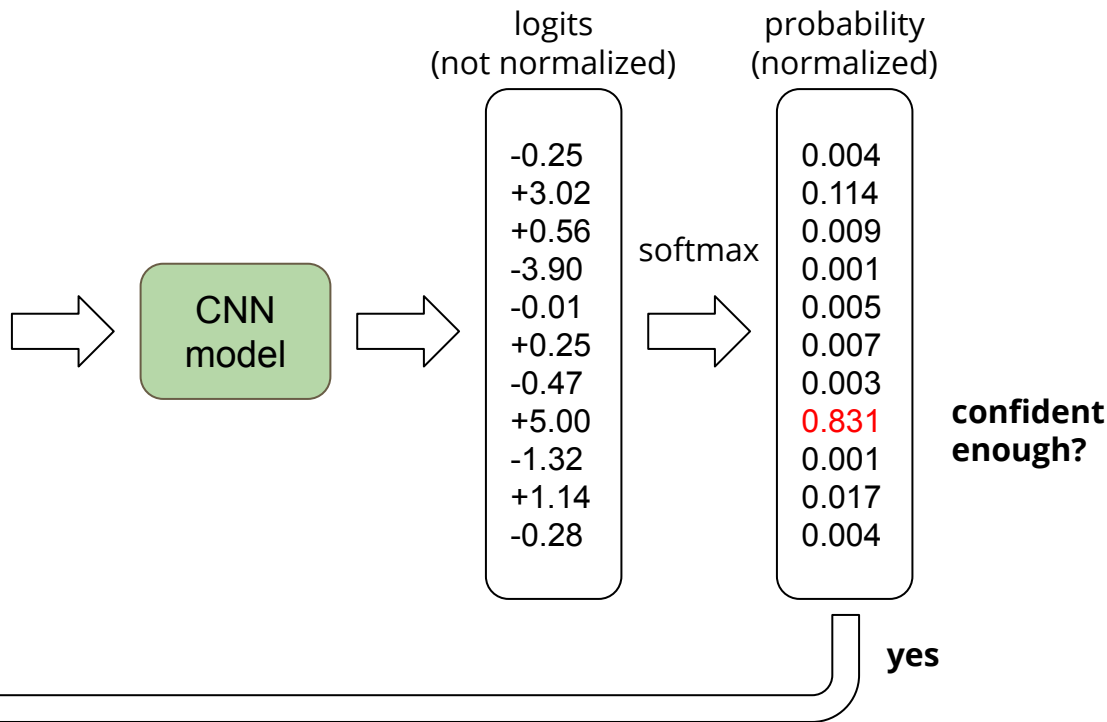 logits
(not normalized)
probability
(normalized)
CNN
model
-0.25
+3.02
+0.56
-3.90
-0.01
+0.25
-0.47
+5.00
-1.32
+1.14
-0.28
softmax
0.004
0.114
0.009
0.001
0.005
0.007
0.003
0.831
0.001
0.017
0.004
confident
enough?
yes